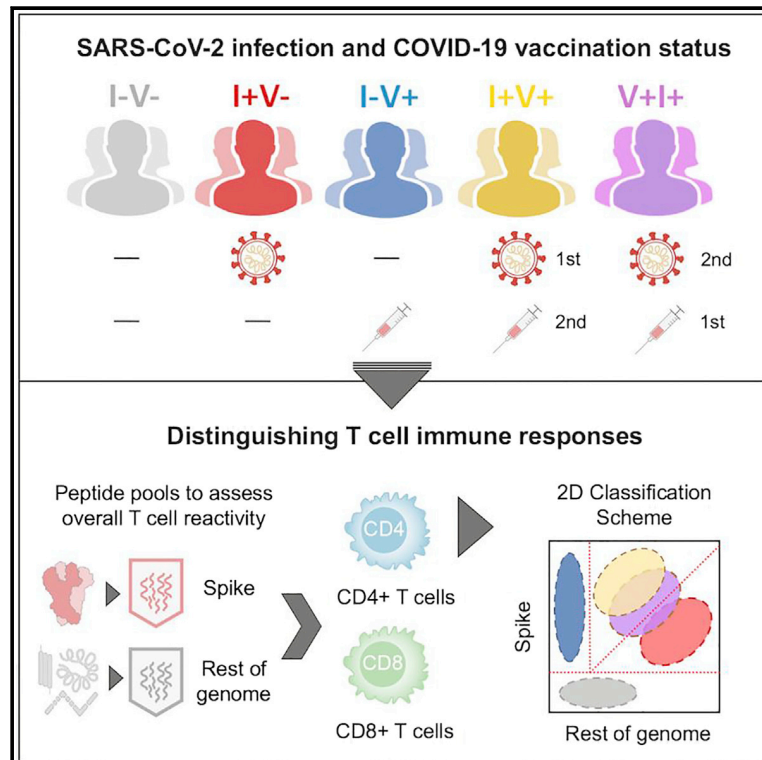 SARS-CoV-2 infection and COVID-19 vaccination status
I-V- I+V- I-V+ I+V+ V+I+
— — 1st 2nd
— — 2nd 1st
Distinguishing T cell immune responses
Peptide pools to assess
overall T cell reactivity
Spike
Rest of
genome
CD4
CD4+ T cells
CD8
CD8+ T cells
2D Classification
Scheme
Spike
Rest of genome